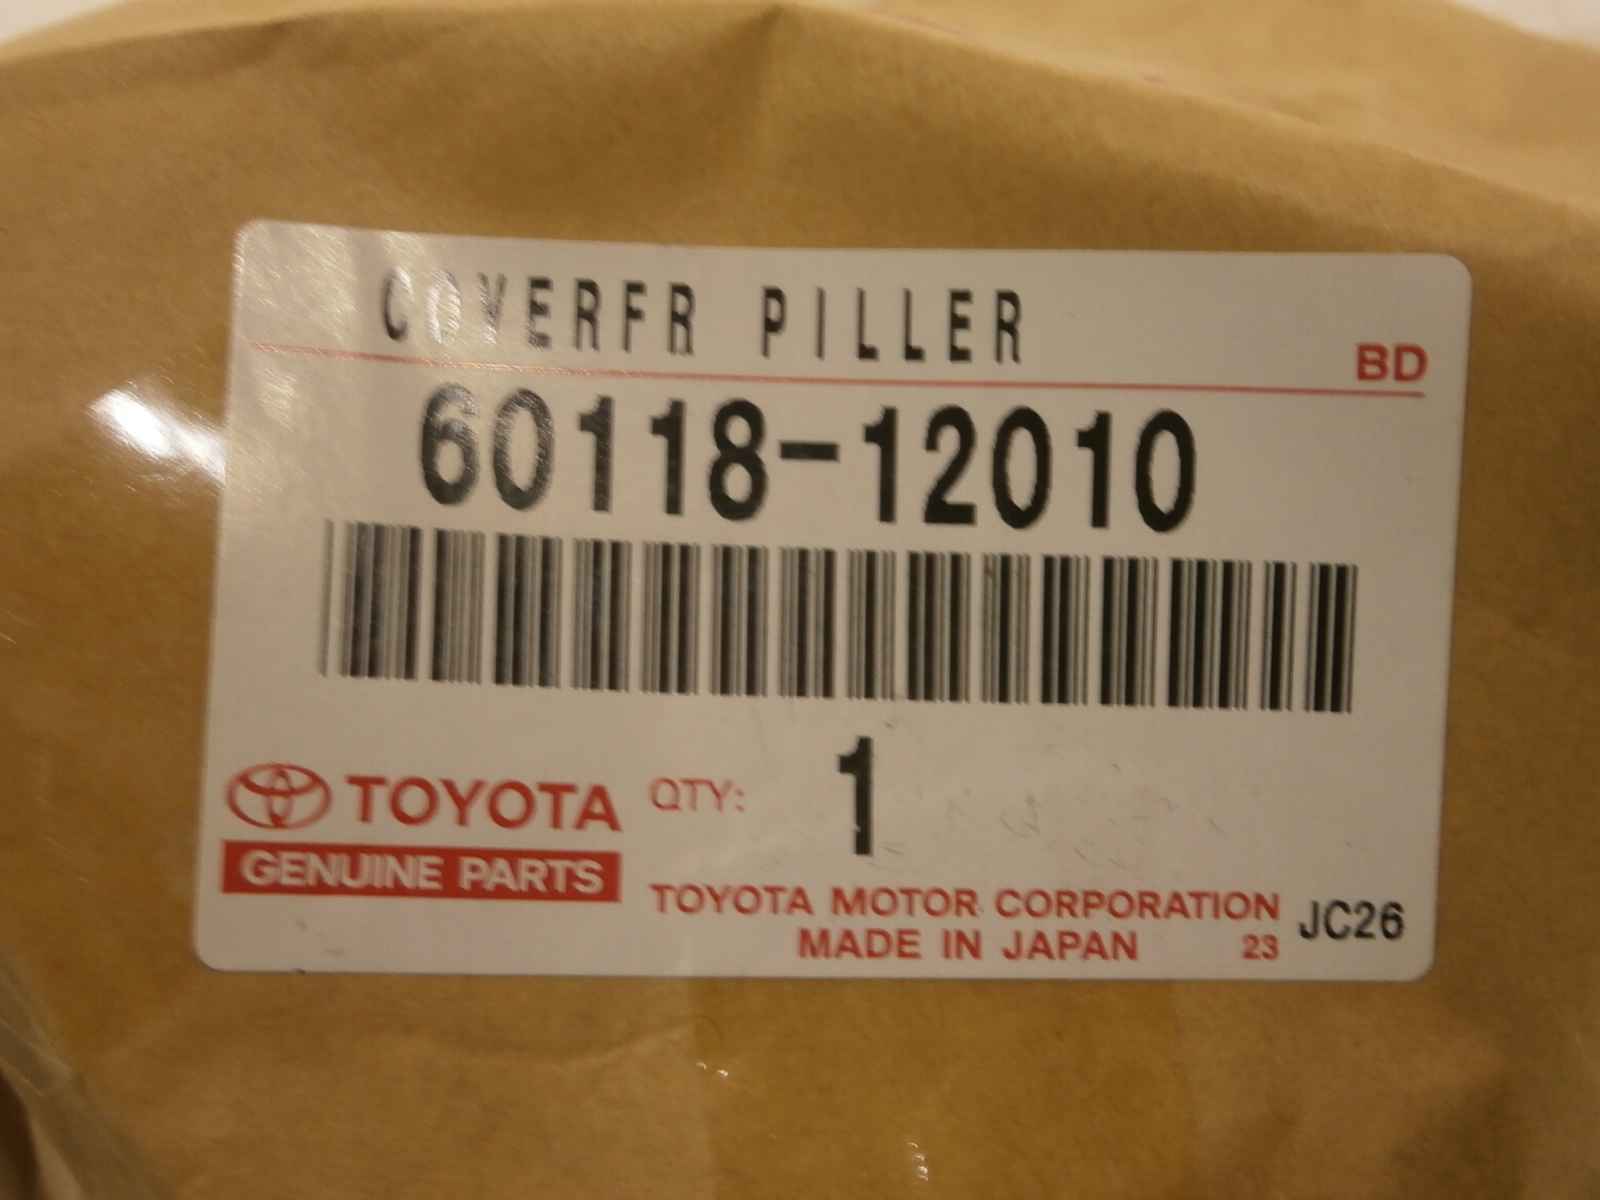 COVERFR PILLER
BD
60118-12010
TOYOTA QTY: 1
GENUINE PARTS
TOYOTA MOTOR CORPORATION JC26
MADE IN JAPAN 23